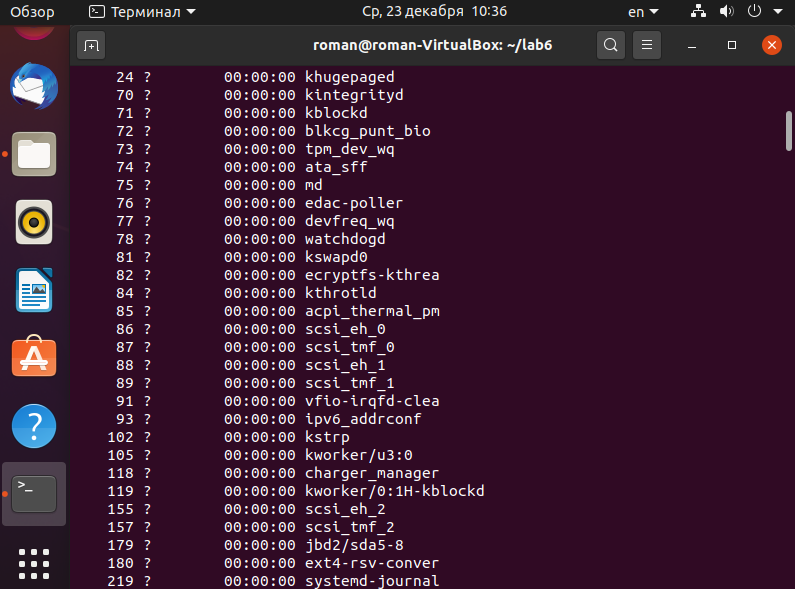 Обзор Терминал Ср, 23 декабря 10:36 en
roman@roman-VirtualBox: ~/lab6
24 ? 00:00:00 khugepaged
70 ? 00:00:00 kintegrityd
71 ? 00:00:00 kblockd
72 ? 00:00:00 blkcg_punt_bio
73 ? 00:00:00 tpm_dev_wq
74 ? 00:00:00 ata_sff
75 ? 00:00:00 md
76 ? 00:00:00 edac-poller
77 ? 00:00:00 devfreq_wq
78 ? 00:00:00 watchdogd
81 ? 00:00:00 kswapd0
82 ? 00:00:00 ecryptfs-kthrea
84 ? 00:00:00 kthrotld
85 ? 00:00:00 acpi_thermal_pm
86 ? 00:00:00 scsi_eh_0
87 ? 00:00:00 scsi_tmf_0
88 ? 00:00:00 scsi_eh_1
89 ? 00:00:00 scsi_tmf_1
91 ? 00:00:00 vfio-irqfd-clea
93 ? 00:00:00 ipv6_addrconf
102 ? 00:00:00 kstrp
105 ? 00:00:00 kworker/u3:0
118 ? 00:00:00 charger_manager
119 ? 00:00:00 kworker/0:1H-kblockd
155 ? 00:00:00 scsi_eh_2
157 ? 00:00:00 scsi_tmf_2
179 ? 00:00:00 jbd2/sda5-8
180 ? 00:00:00 ext4-rsv-conver
219 ? 00:00:00 systemd-journal